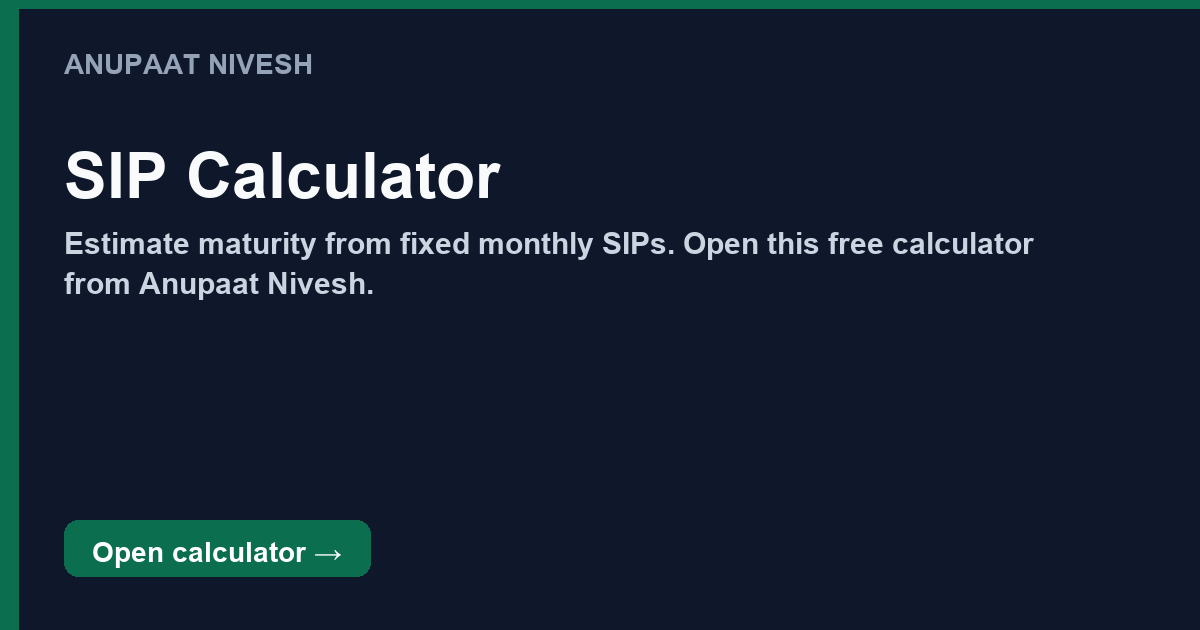 ANUPAAT NIVESH
SIP Calculator
Estimate maturity from fixed monthly SIPs. Open this free calculator
from Anupaat Nivesh.
Open calculator →